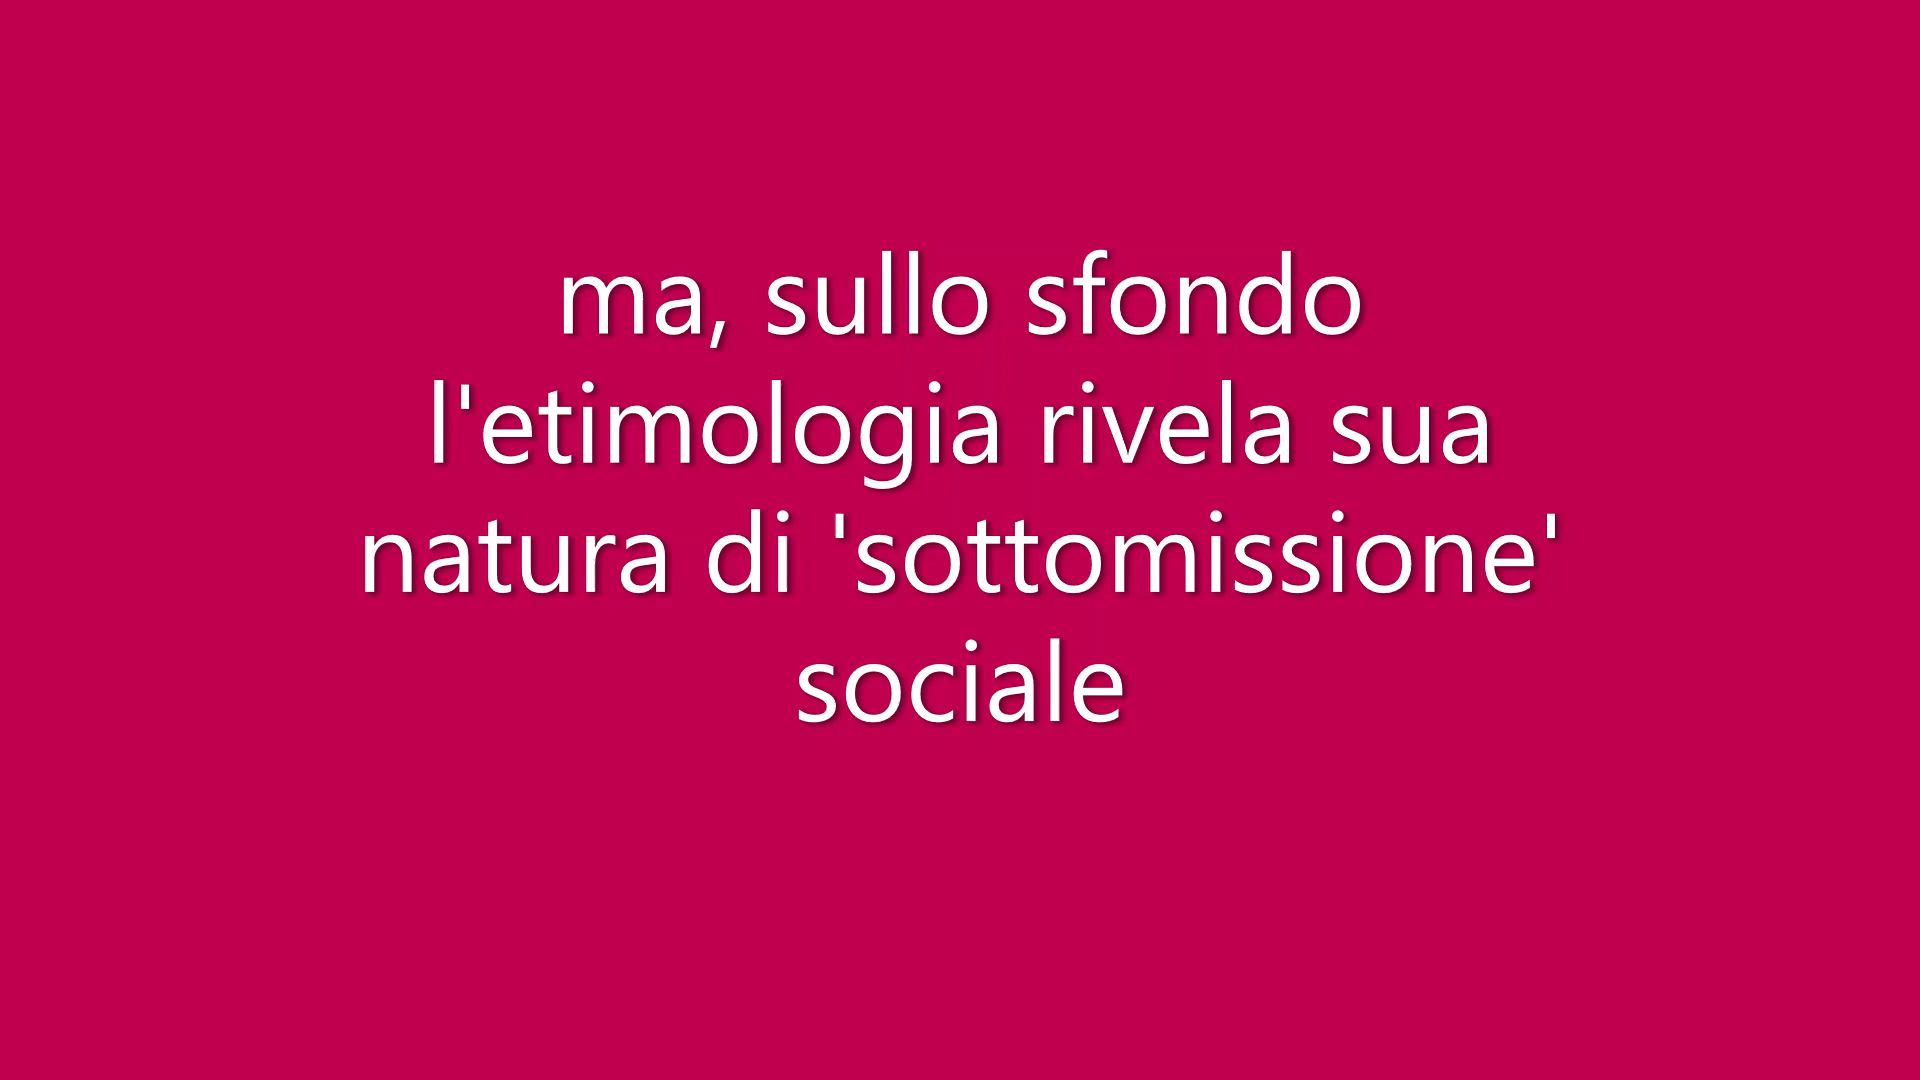 ma, sullo sfondo
l'etimologia rivela sua
natura di 'sottomissione'
sociale